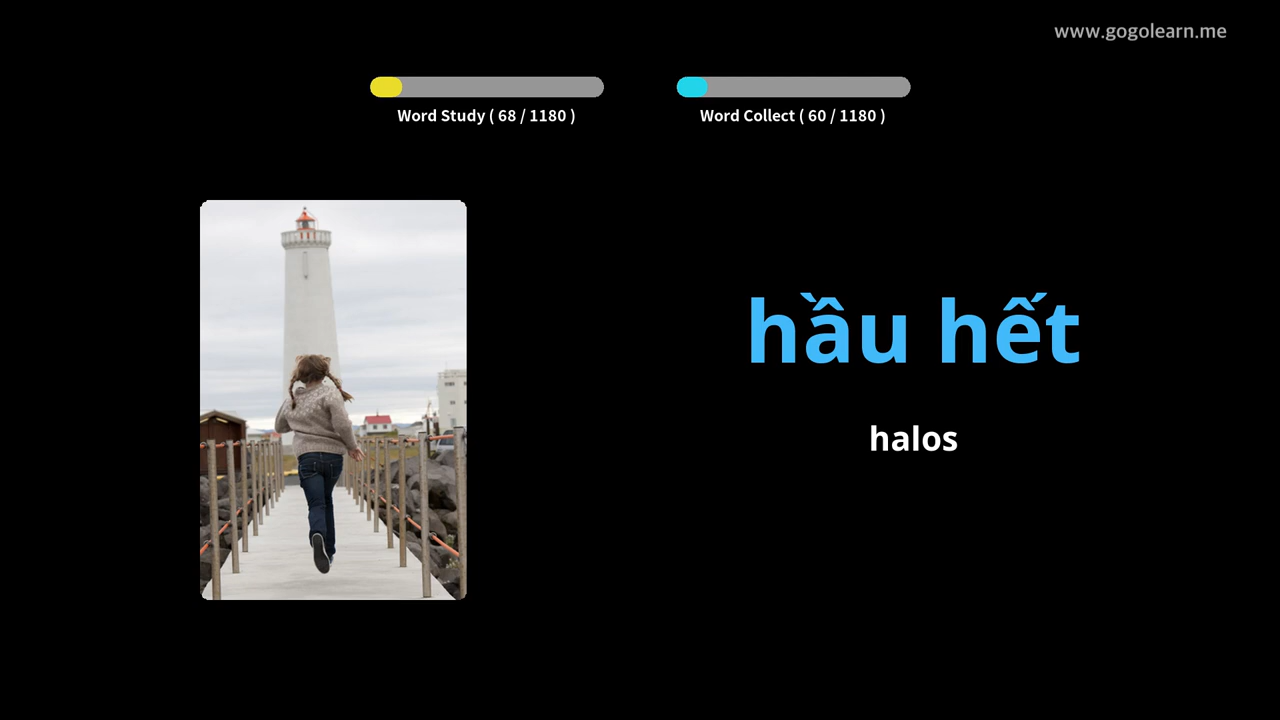 www.gogolearn.me
Word Study ( 68 / 1180 )
Word Collect ( 60 / 1180 )
hầu hết
halos